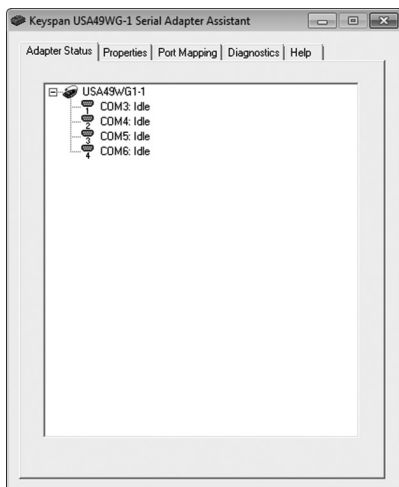 Keyspan USA49WG-1 Serial Adapter Assistant
Adapter Status Properties Port Mapping Diagnostics Help
USA49WG1-1
1 COM3: Idle
2 COM4: Idle
3 COM5: Idle
4 COM6: Idle